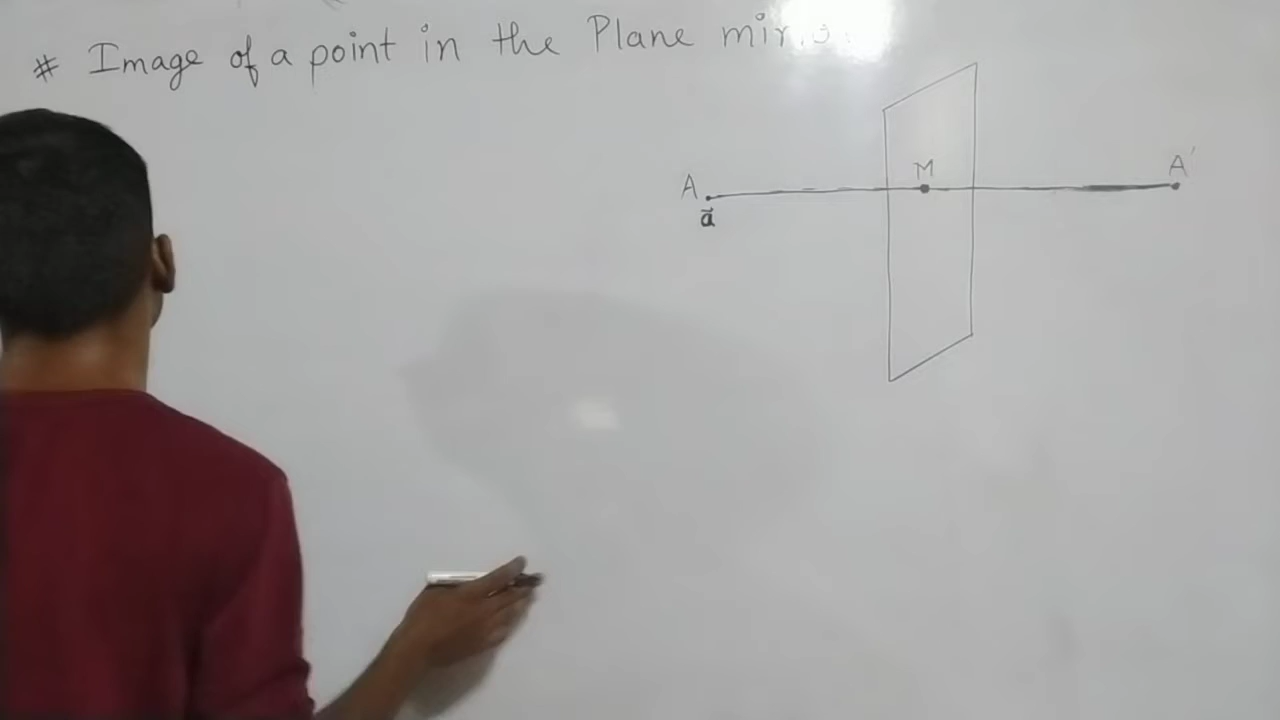 # Image of a point in the Plane
A
M
A'
a⃗